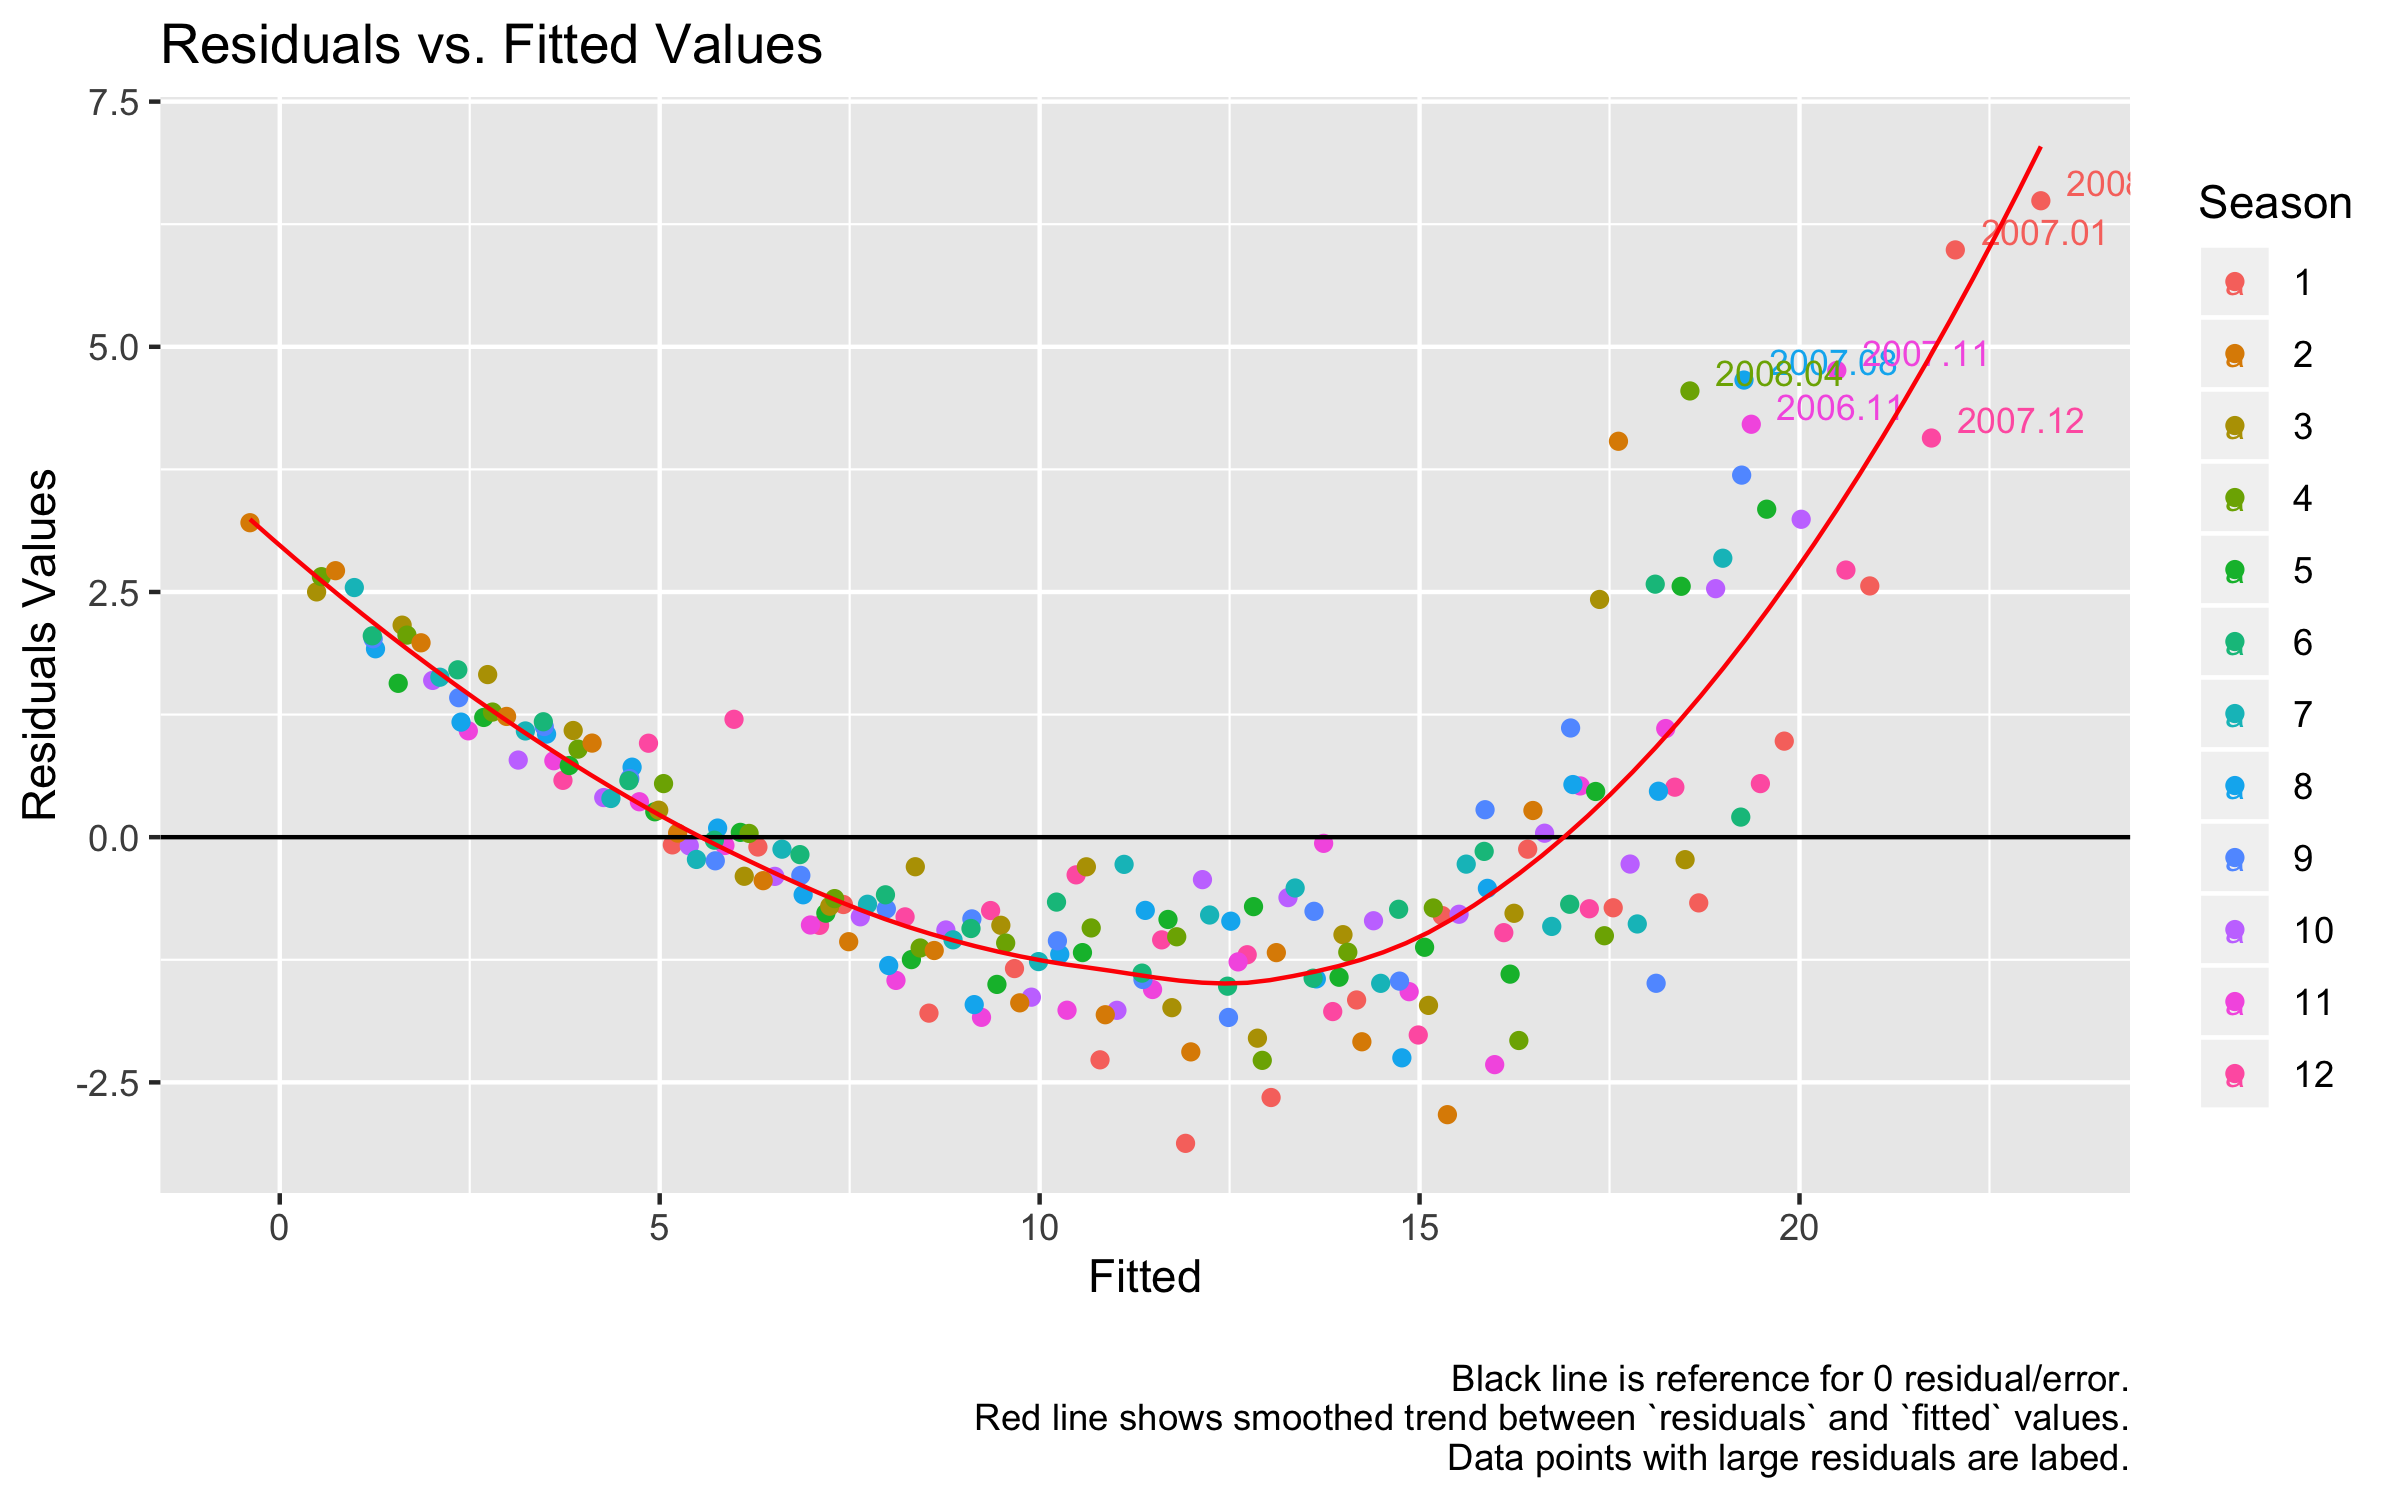 Residuals vs. Fitted Values
7.5
5.0
2.5
0.0
-2.5
Residuals Values
2007.01
2007.11
2007.08
2008.04
2006.11
2007.12
0 5 10 15 20
Fitted
Season
a 1
a 2
a 3
a 4
a 5
a 6
a 7
a 8
a 9
a 10
a 11
a 12
Black line is reference for 0 residual/error.
Red line shows smoothed trend between `residuals` and `fitted` values.
Data points with large residuals are labed.